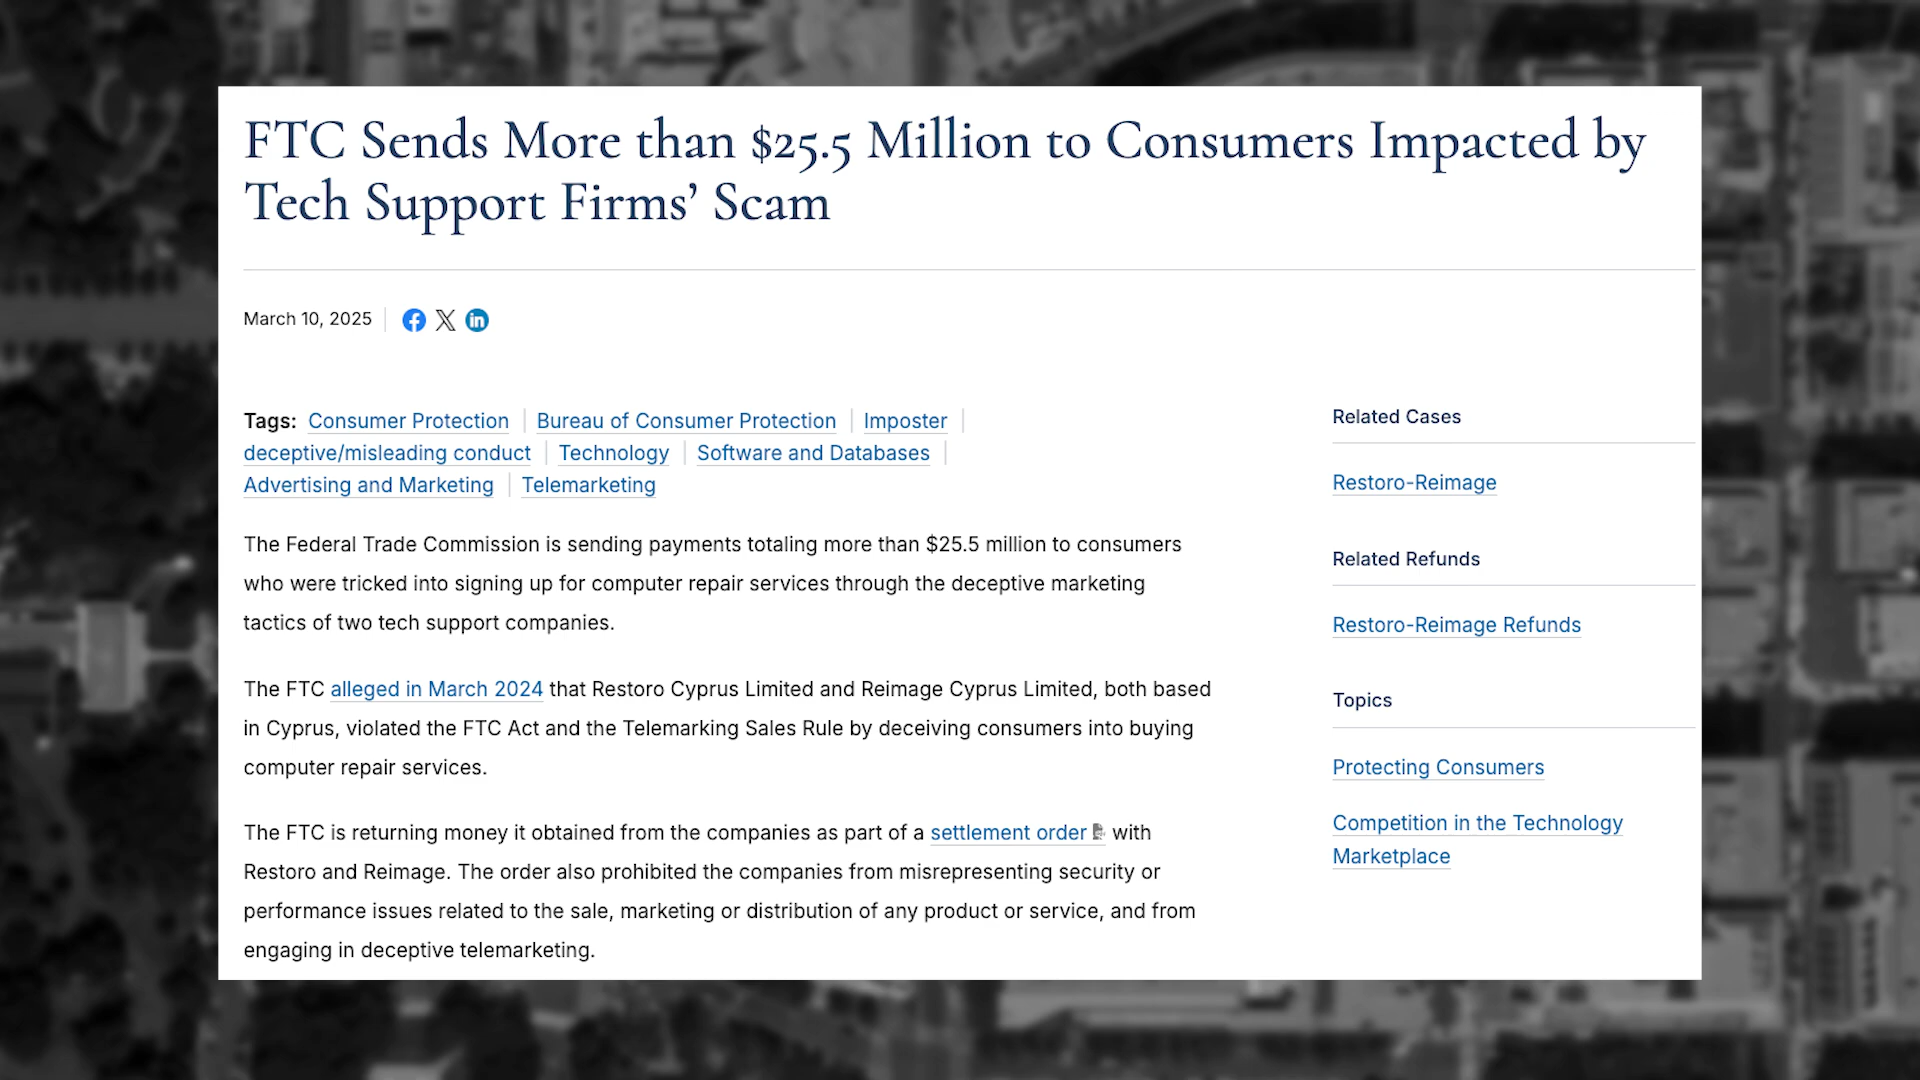 FTC Sends More than $25.5 Million to Consumers Impacted by
Tech Support Firms’ Scam
March 10, 2025
Tags: Consumer Protection | Bureau of Consumer Protection | Imposter |
deceptive/misleading conduct | Technology | Software and Databases |
Advertising and Marketing | Telemarketing
The Federal Trade Commission is sending payments totaling more than $25.5 million to consumers
who were tricked into signing up for computer repair services through the deceptive marketing
tactics of two tech support companies.
The FTC alleged in March 2024 that Restoro Cyprus Limited and Reimage Cyprus Limited, both based
in Cyprus, violated the FTC Act and the Telemarking Sales Rule by deceiving consumers into buying
computer repair services.
The FTC is returning money it obtained from the companies as part of a settlement order with
Restoro and Reimage. The order also prohibited the companies from misrepresenting security or
performance issues related to the sale, marketing or distribution of any product or service, and from
engaging in deceptive telemarketing.
Related Cases
Restoro-Reimage
Related Refunds
Restoro-Reimage Refunds
Topics
Protecting Consumers
Competition in the Technology
Marketplace